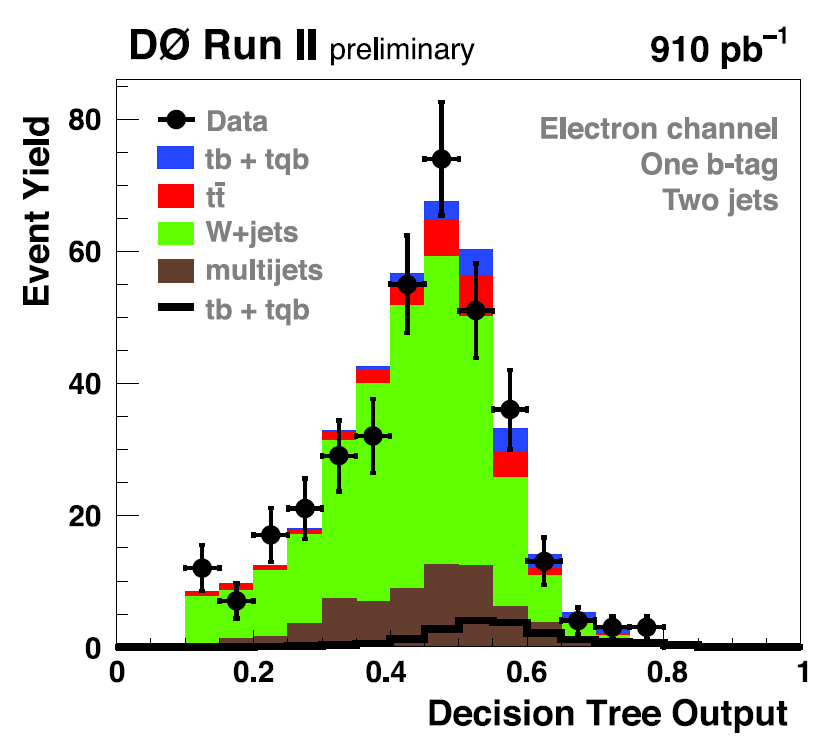 DØ Run II preliminary
910 pb⁻¹
Event Yield
80
60
40
20
0
Data
tb + tqb
tt̄
W+jets
multijets
tb + tqb
Electron channel
One b-tag
Two jets
0 0.2 0.4 0.6 0.8 1
Decision Tree Output